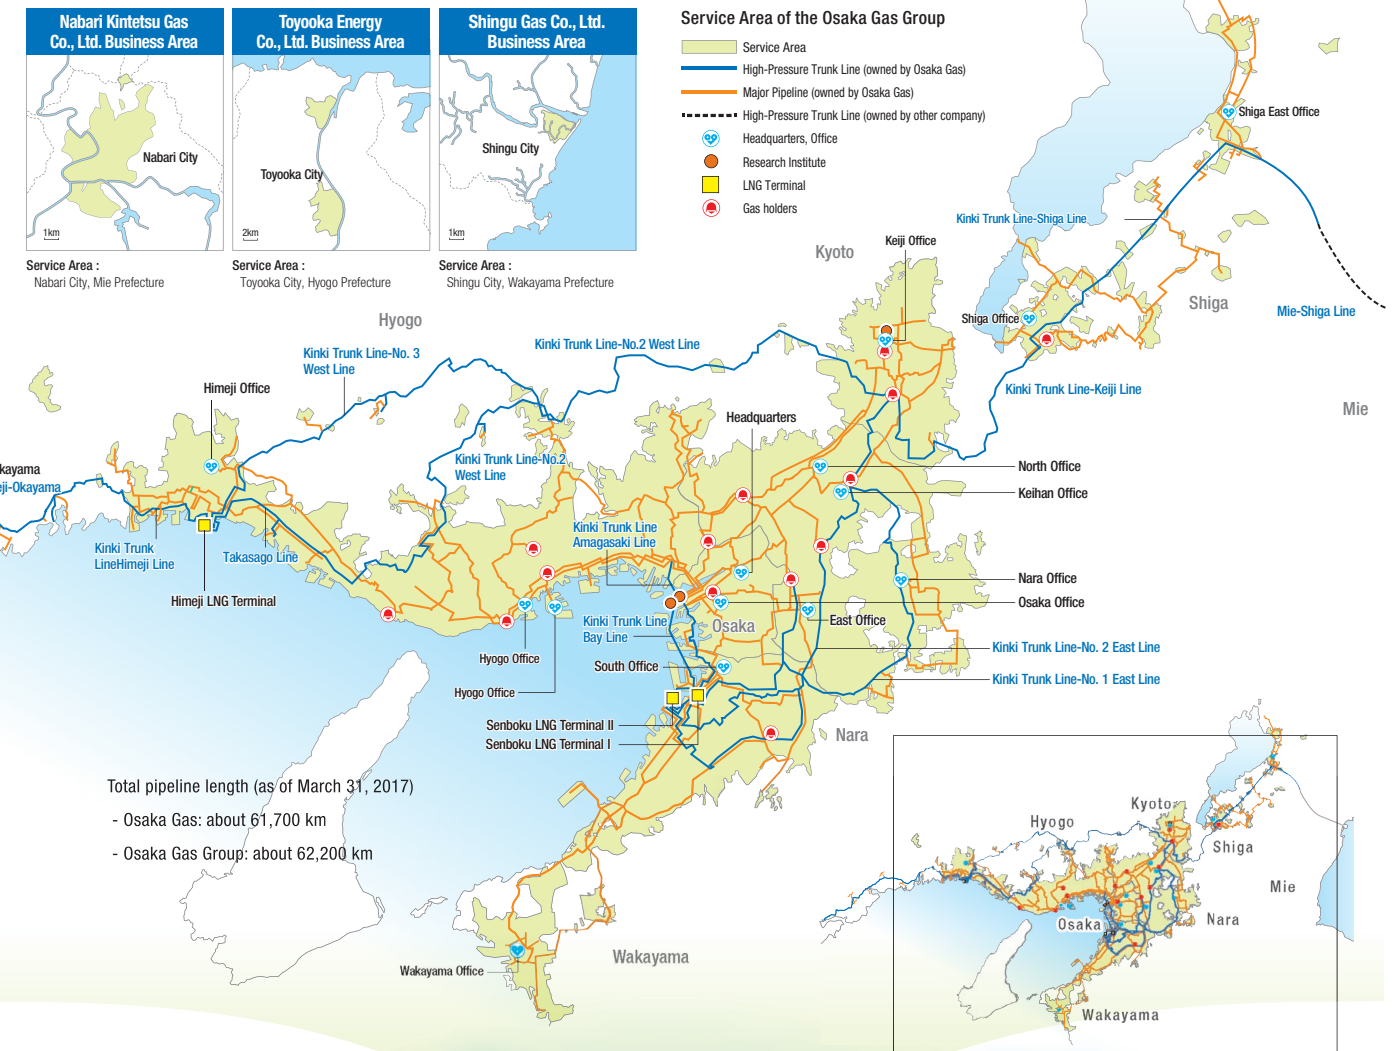 Nabari Kintetsu Gas
Co., Ltd. Business Area
Nabari City
1km
Service Area :
Nabari City, Mie Prefecture
Toyooka Energy
Co., Ltd. Business Area
Toyooka City
2km
Service Area :
Toyooka City, Hyogo Prefecture
Shingu Gas Co., Ltd.
Business Area
Shingu City
1km
Service Area :
Shingu City, Wakayama Prefecture
Service Area of the Osaka Gas Group
Service Area
High-Pressure Trunk Line (owned by Osaka Gas)
Major Pipeline (owned by Osaka Gas)
High-Pressure Trunk Line (owned by other company)
Headquarters, Office
Research Institute
LNG Terminal
Gas holders
Shiga East Office
Kinki Trunk Line-Shiga Line
Kyoto
Keiji Office
Shiga
Mie-Shiga Line
Shiga Office
Hyogo
Kinki Trunk Line-No. 3
West Line
Kinki Trunk Line-No.2 West Line
Himeji Office
Kinki Trunk Line-Keiji Line
Mie
Headquarters
kayama
eji-Okayama
Kinki Trunk Line-No.2
West Line
North Office
Keihan Office
Kinki Trunk Line
Amagasaki Line
Kinki Trunk
LineHimeji Line
Takasago Line
Himeji LNG Terminal
Nara Office
Osaka Office
East Office
Kinki Trunk Line
Bay Line
Osaka
Hyogo Office
South Office
Kinki Trunk Line-No. 2 East Line
Kinki Trunk Line-No. 1 East Line
Hyogo Office
Senboku LNG Terminal II
Senboku LNG Terminal I
Nara
Total pipeline length (as of March 31, 2017)
- Osaka Gas: about 61,700 km
- Osaka Gas Group: about 62,200 km
Wakayama Office
Wakayama
Kyoto
Hyogo
Shiga
Mie
Nara
Osaka
Wakayama